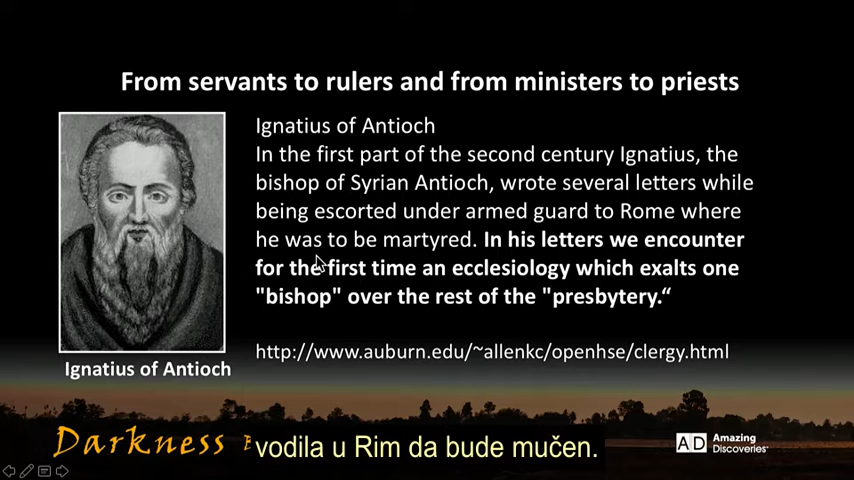 From servants to rulers and from ministers to priests
Ignatius of Antioch
In the first part of the second century Ignatius, the
bishop of Syrian Antioch, wrote several letters while
being escorted under armed guard to Rome where
he was to be martyred. In his letters we encounter
for the first time an ecclesiology which exalts one
"bishop" over the rest of the "presbytery.“
http://www.auburn.edu/~allenkc/openhse/clergy.html
Ignatius of Antioch
Darkness
vodila u Rim da bude mučen.
AD Amazing
Discoveries